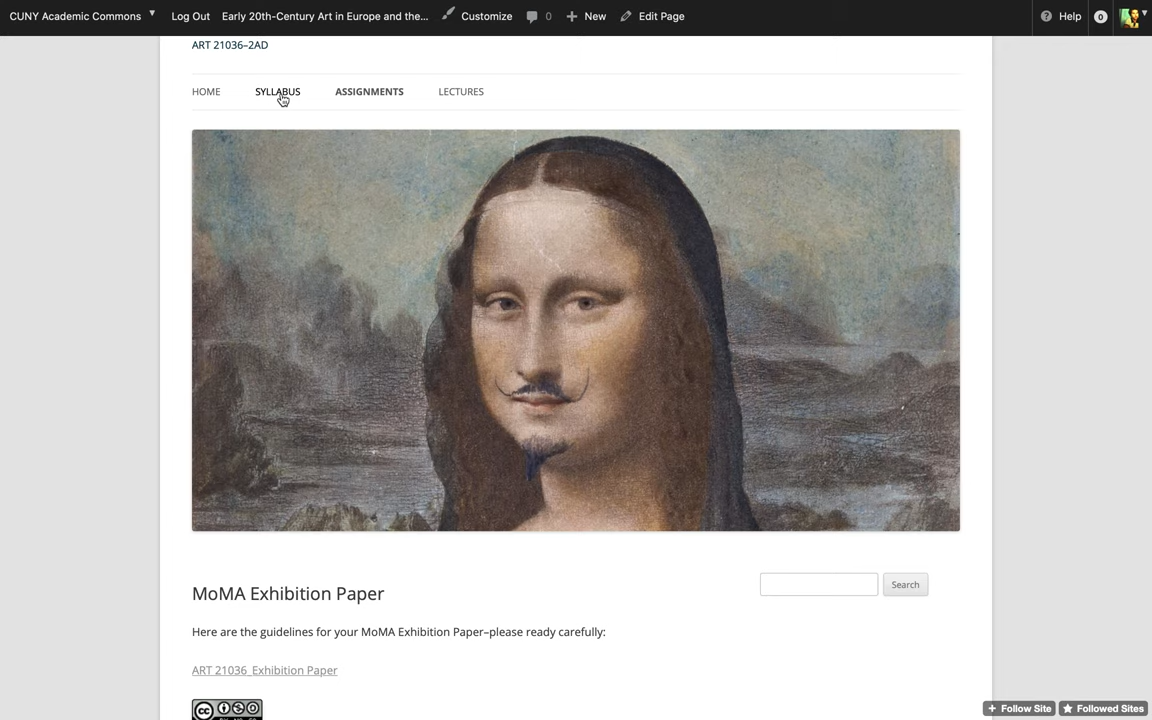 CUNY Academic Commons Log Out Early 20th-Century Art in Europe and the... Customize 0 New Edit Page Help 0
ART 21036–2AD
HOME SYLLABUS ASSIGNMENTS LECTURES
MoMA Exhibition Paper
Search
Here are the guidelines for your MoMA Exhibition Paper–please ready carefully:
ART 21036_Exhibition Paper
cc
Follow Site Followed Sites